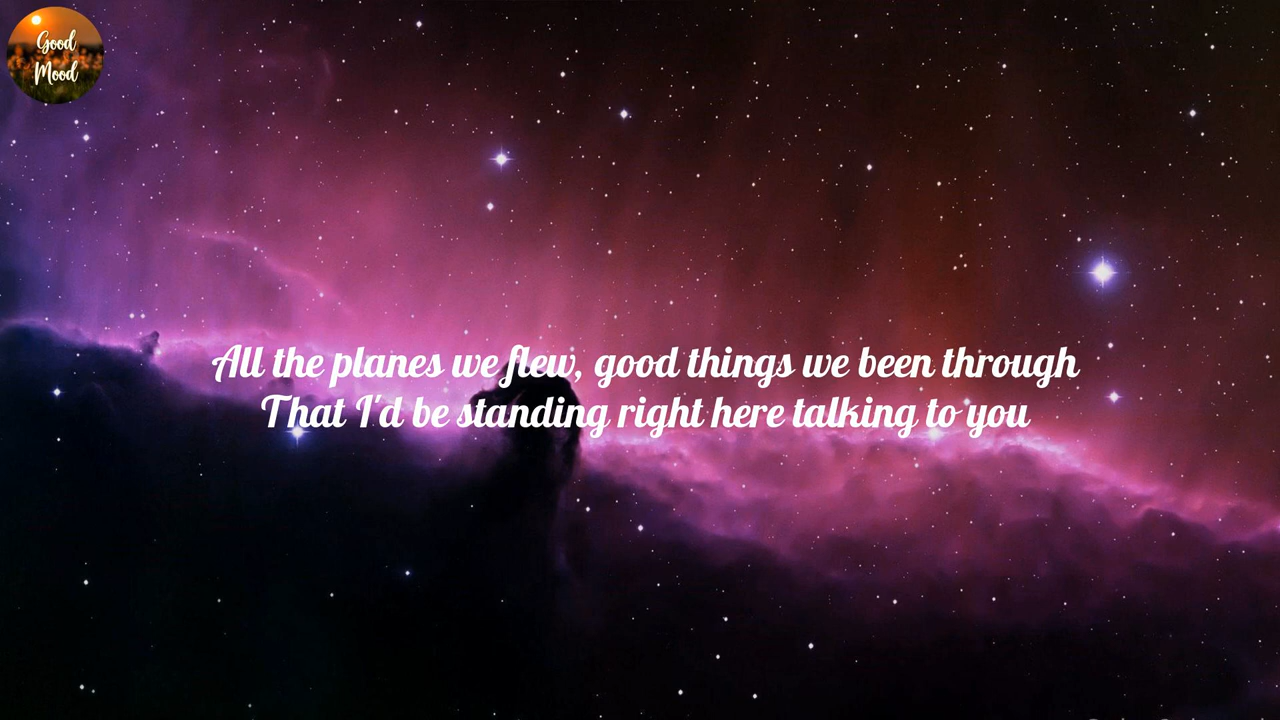 Good
Mood
All the planes we flew, good things we been through
That I'd be standing right here talking to you